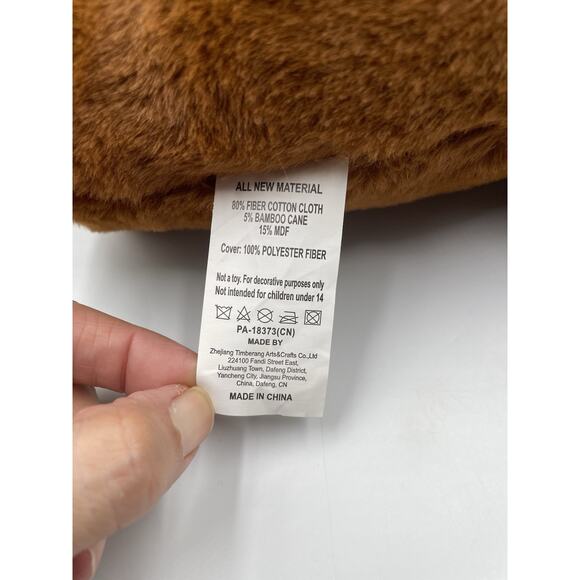 ALL NEW MATERIAL
80% FIBER COTTON CLOTH
5% BAMBOO CANE
15% MDF
Cover: 100% POLYESTER FIBER
Not a toy. For decorative purposes only
Not intended for children under 14
PA-18373(CN)
MADE BY
Zhejiang Timberang Arts&Crafts Co.,Ltd
224100 Fandi Street East,
Liuzhuang Town, Dafeng District,
Yancheng City, Jiangsu Province,
China, Dafeng, CN
MADE IN CHINA